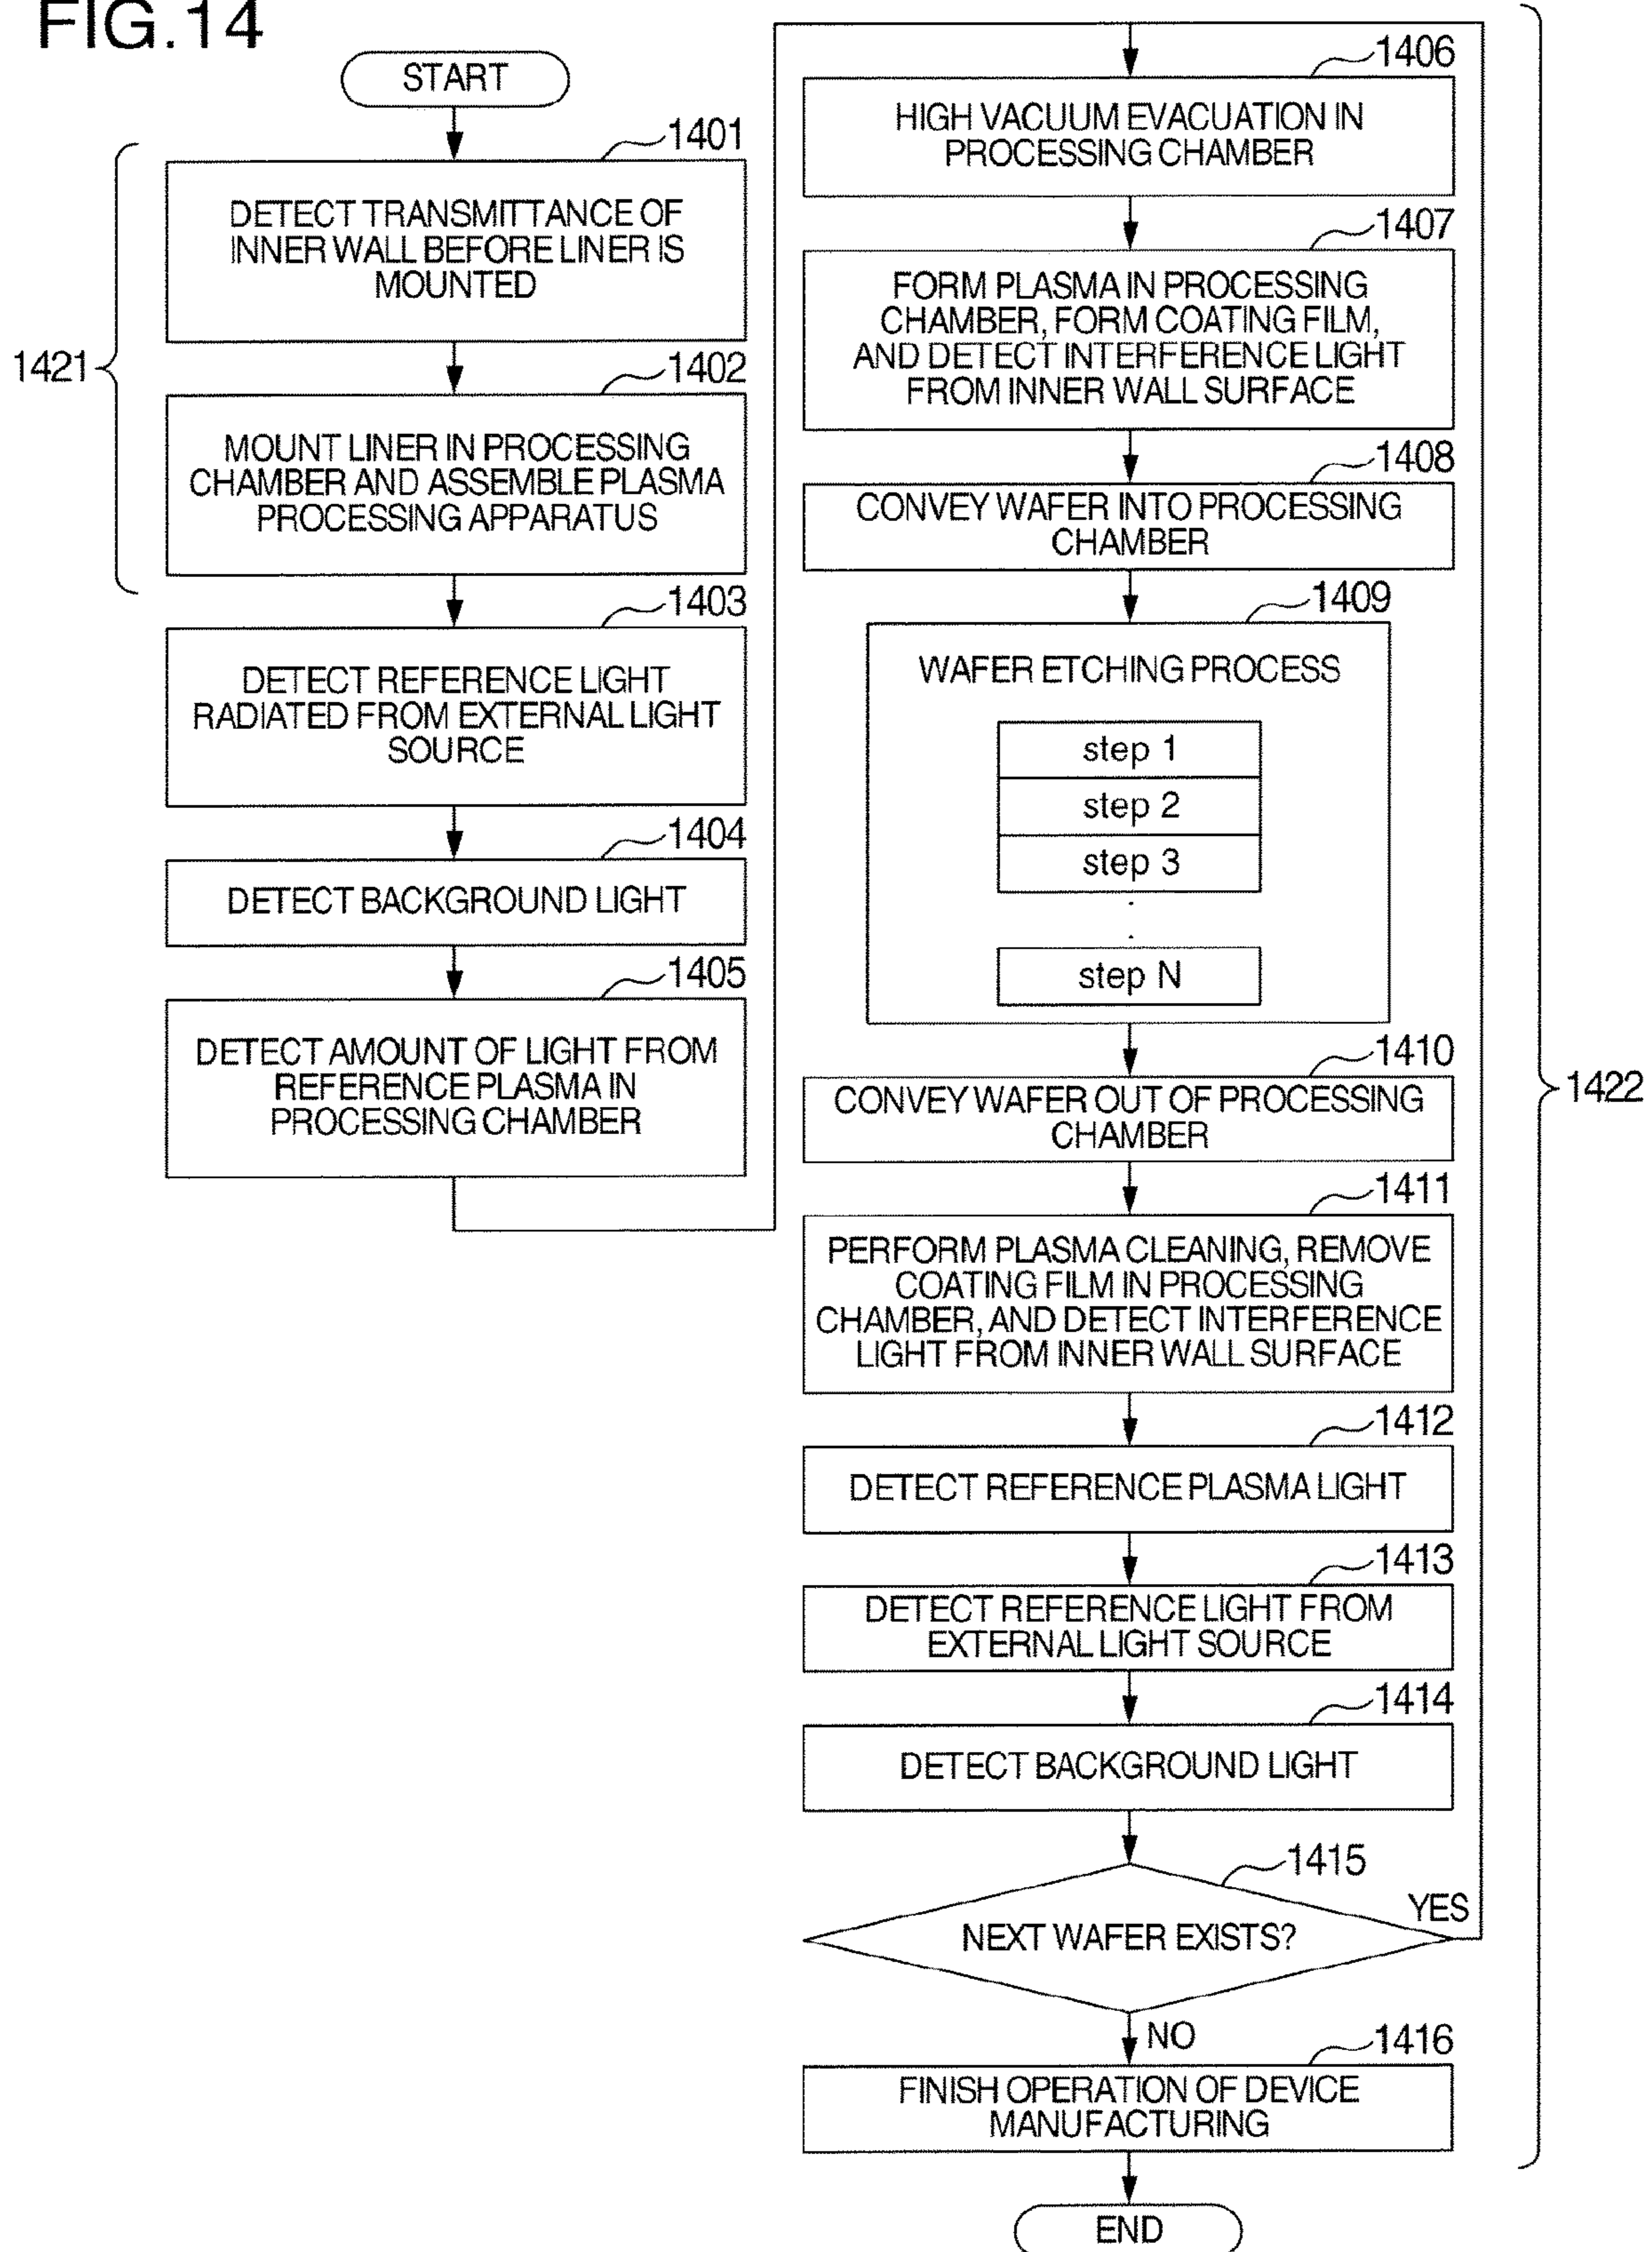 FIG.14
START
1401
DETECT TRANSMITTANCE OF
INNER WALL BEFORE LINER IS
MOUNTED
1421
1402
MOUNT LINER IN PROCESSING
CHAMBER AND ASSEMBLE PLASMA
PROCESSING APPARATUS
1403
DETECT REFERENCE LIGHT
RADIATED FROM EXTERNAL LIGHT
SOURCE
1404
DETECT BACKGROUND LIGHT
1405
DETECT AMOUNT OF LIGHT FROM
REFERENCE PLASMA IN
PROCESSING CHAMBER
1406
HIGH VACUUM EVACUATION IN
PROCESSING CHAMBER
1407
FORM PLASMA IN PROCESSING
CHAMBER, FORM COATING FILM,
AND DETECT INTERFERENCE LIGHT
FROM INNER WALL SURFACE
1408
CONVEY WAFER INTO PROCESSING
CHAMBER
1409
WAFER ETCHING PROCESS
step 1
step 2
step 3
.
.
step N
1410
CONVEY WAFER OUT OF PROCESSING
CHAMBER
1422
1411
PERFORM PLASMA CLEANING, REMOVE
COATING FILM IN PROCESSING
CHAMBER, AND DETECT INTERFERENCE
LIGHT FROM INNER WALL SURFACE
1412
DETECT REFERENCE PLASMA LIGHT
1413
DETECT REFERENCE LIGHT FROM
EXTERNAL LIGHT SOURCE
1414
DETECT BACKGROUND LIGHT
1415
NEXT WAFER EXISTS?
YES
NO
1416
FINISH OPERATION OF DEVICE
MANUFACTURING
END